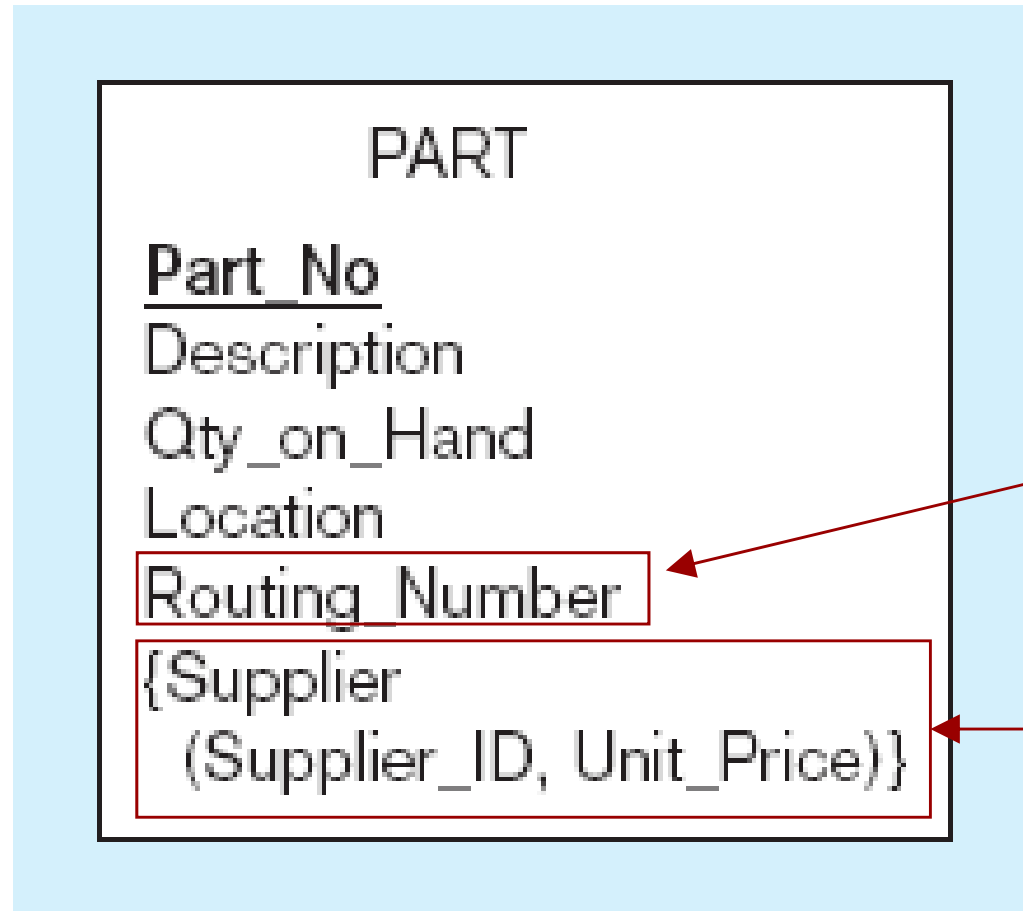 PART
Part_No
Description
Qty_on_Hand
Location
Routing_Number
{Supplier
(Supplier_ID, Unit_Price)}